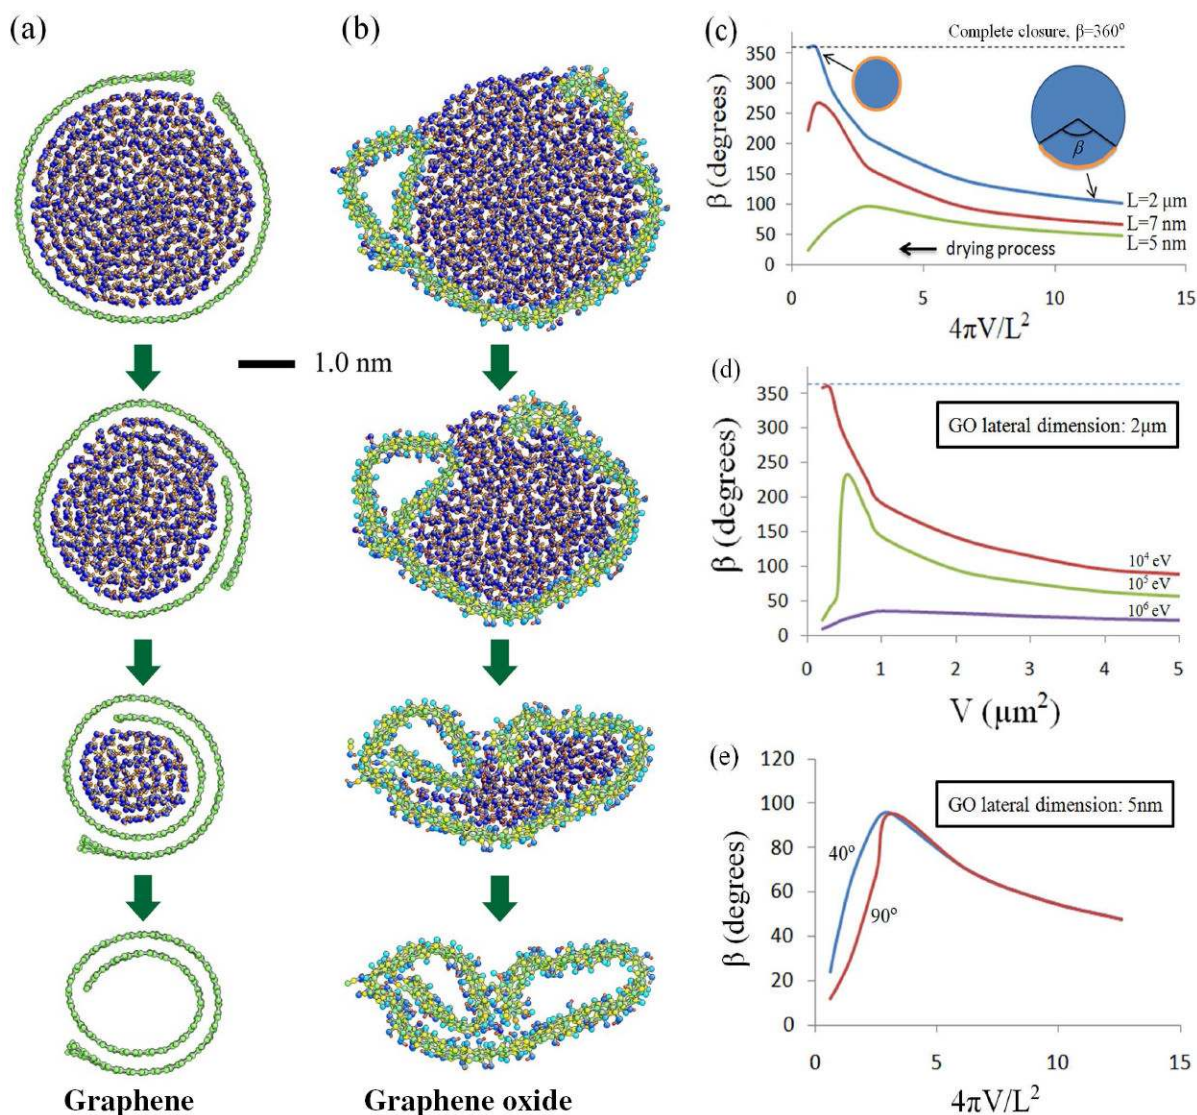 (a)
(b)
1.0 nm
Graphene
Graphene oxide
(c)
Complete closure, β=360°
β (degrees)
350
300
250
200
150
100
50
0
β
L=2 μm
L=7 nm
L=5 nm
drying process
0
5
10
15
4πV/L²
(d)
GO lateral dimension: 2μm
β (degrees)
350
300
250
200
150
100
50
0
10⁴ eV
10⁵ eV
10⁶ eV
0
1
2
3
4
5
V (μm²)
(e)
GO lateral dimension: 5nm
β (degrees)
120
100
80
60
40
20
0
40°
90°
0
5
10
15
4πV/L²